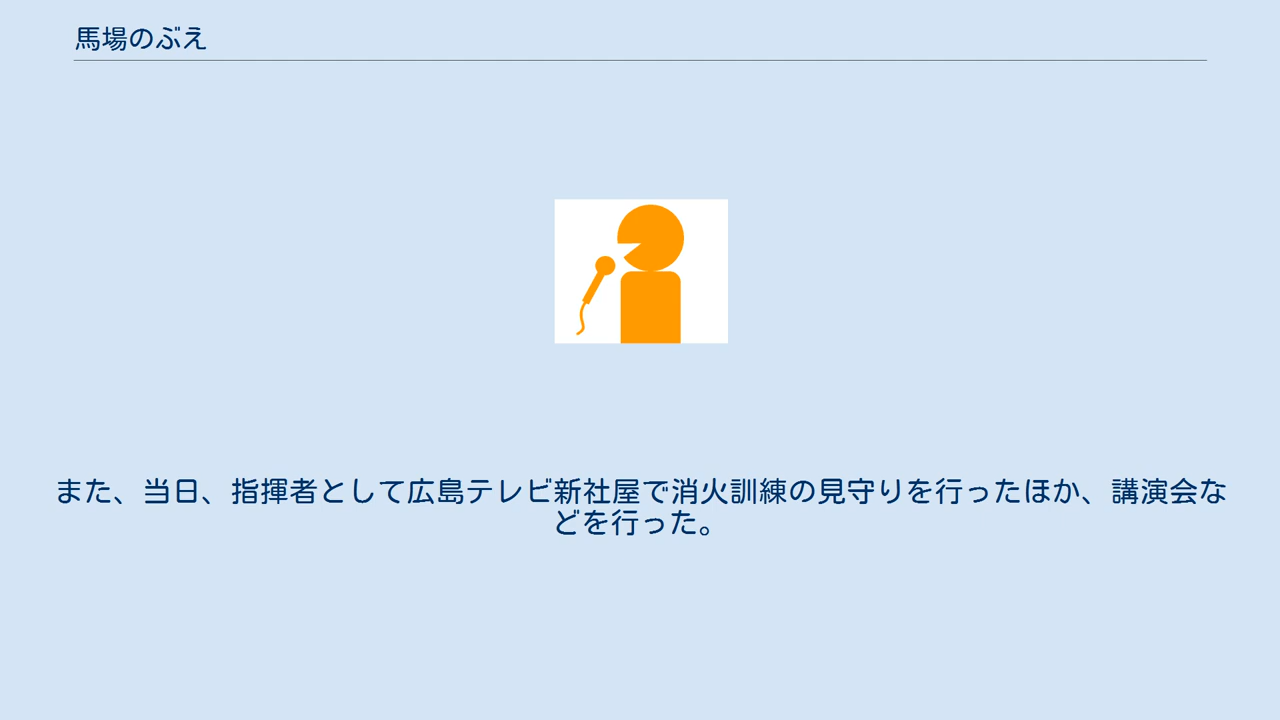 馬場のぶえ
また、当日、指揮者として広島テレビ新社屋で消火訓練の見守りを行ったほか、講演会な
どを行った。